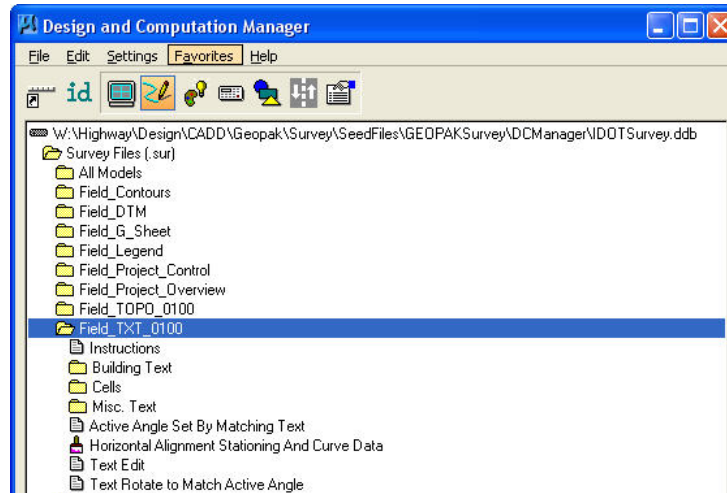 Design and Computation Manager
File Edit Settings Favorites Help
id
W:\Highway\Design\CADD\Geopak\Survey\SeedFiles\GEOPAKSurvey\DCManager\IDOTSurvey.ddb
Survey Files (.sur)
All Models
Field_Contours
Field_DTM
Field_G_Sheet
Field_Legend
Field_Project_Control
Field_Project_Overview
Field_TOPO_0100
Field_TXT_0100
Instructions
Building Text
Cells
Misc. Text
Active Angle Set By Matching Text
Horizontal Alignment Stationing And Curve Data
Text Edit
Text Rotate to Match Active Angle